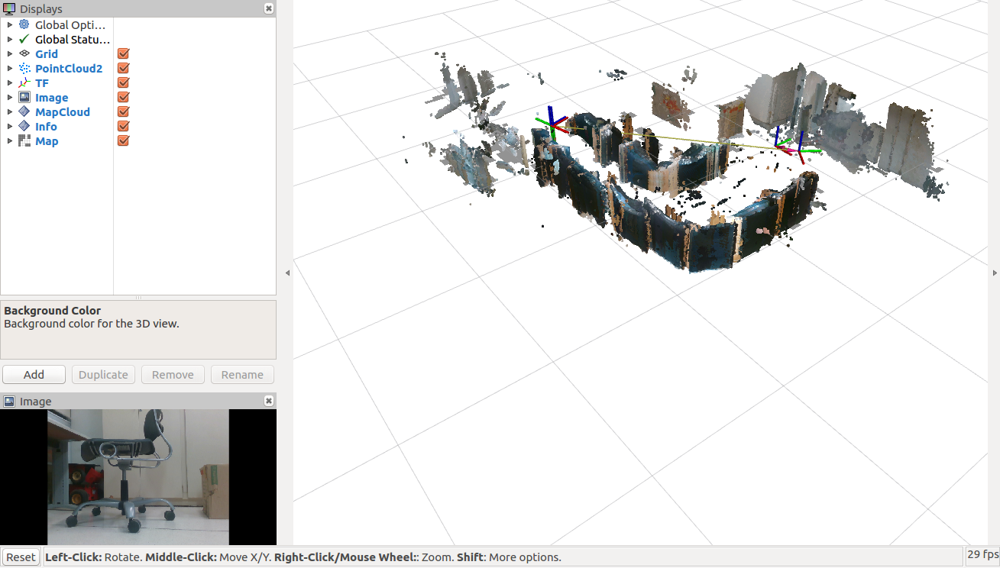 Displays
Global Opti...
Global Statu...
Grid
PointCloud2
TF
Image
MapCloud
Info
Map
Background Color
Background color for the 3D view.
Add Duplicate Remove Rename
Image
Reset Left-Click: Rotate. Middle-Click: Move X/Y. Right-Click/Mouse Wheel:: Zoom. Shift: More options. 29 fps